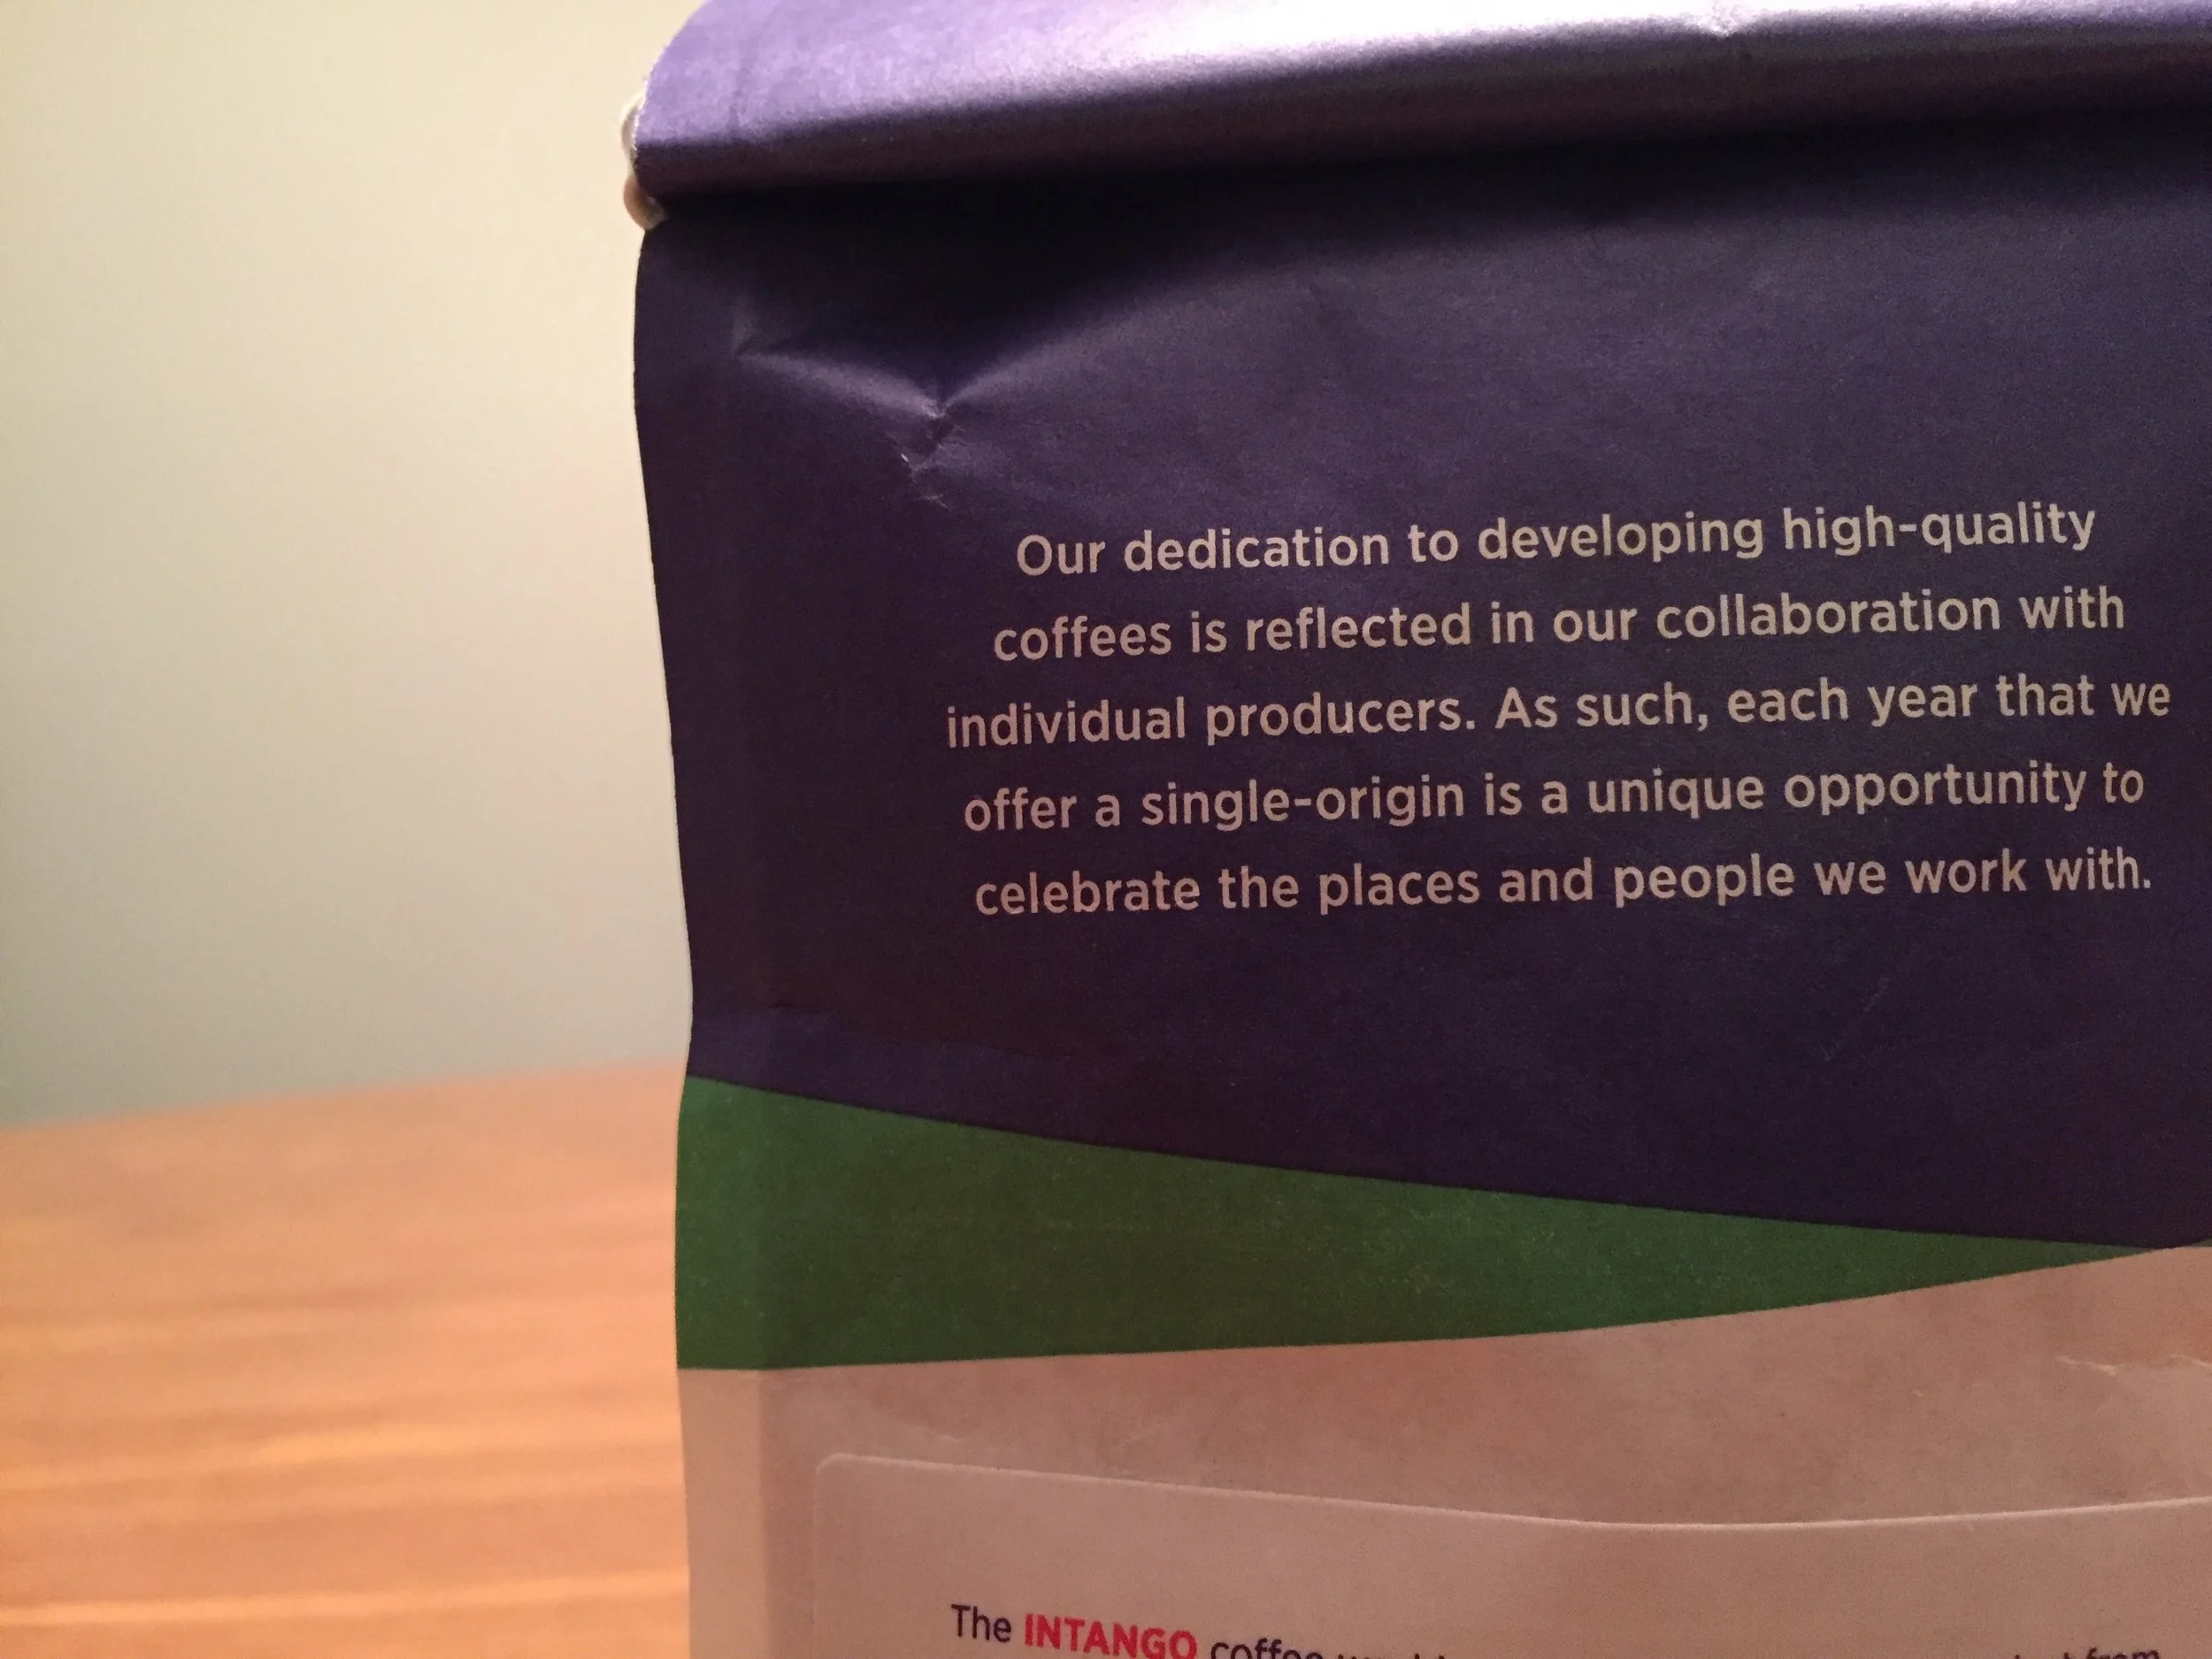 Our dedication to developing high-quality
coffees is reflected in our collaboration with
individual producers. As such, each year that we
offer a single-origin is a unique opportunity to
celebrate the places and people we work with.
The INTANGO coffee from